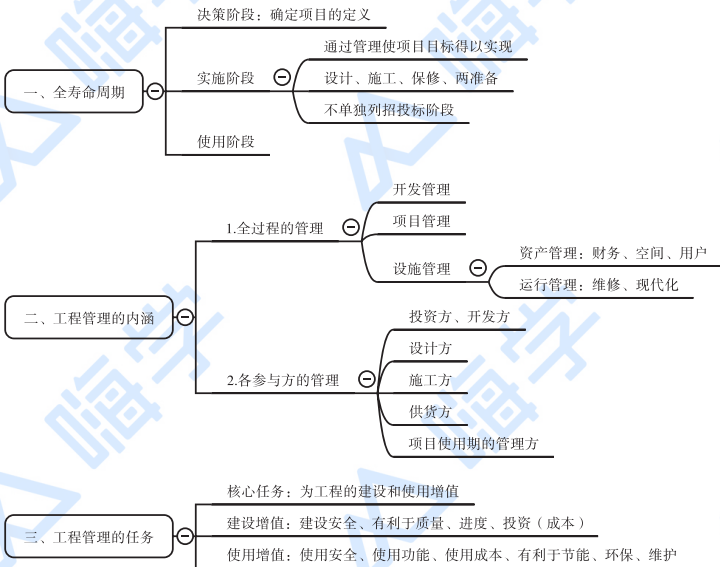 决策阶段：确定项目的定义
通过管理使项目目标得以实现
实施阶段
设计、施工、保修、两准备
一、全寿命周期
不单独列招投标阶段
使用阶段
开发管理
1.全过程的管理
项目管理
资产管理：财务、空间、用户
设施管理
运行管理：维修、现代化
二、工程管理的内涵
投资方、开发方
设计方
2.各参与方的管理
施工方
供货方
项目使用期的管理方
核心任务：为工程的建设和使用增值
建设增值：建设安全、有利于质量、进度、投资（成本）
三、工程管理的任务
使用增值：使用安全、使用功能、使用成本、有利于节能、环保、维护
嗨学
嗨学
嗨学
嗨学